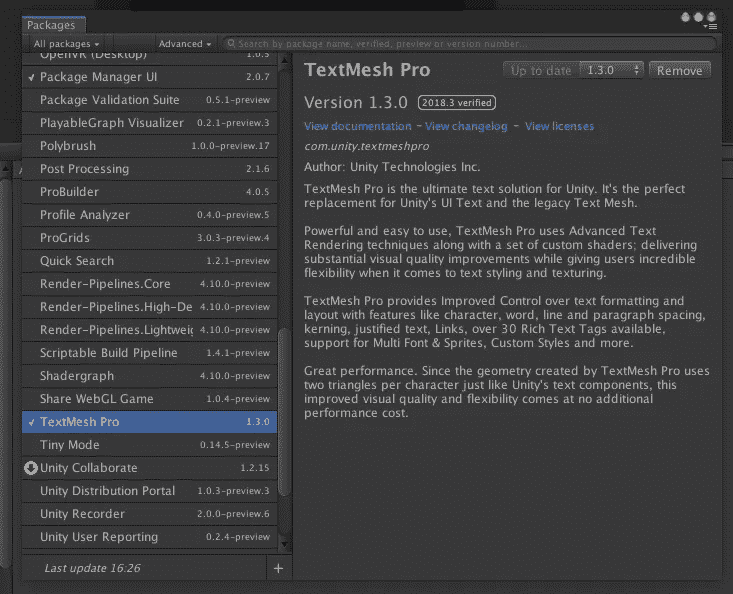 Packages
All packages
Advanced
Search by package name, verified, preview or version number...
OpenVR (Desktop) 1.0.5
Package Manager UI 2.0.7
Package Validation Suite 0.5.1-preview
PlayableGraph Visualizer 0.2.1-preview.3
Polybrush 1.0.0-preview.17
Post Processing 2.1.6
ProBuilder 4.0.5
Profile Analyzer 0.4.0-preview.5
ProGrids 3.0.3-preview.4
Quick Search 1.2.1-preview
Render-Pipelines.Core 4.10.0-preview
Render-Pipelines.High-De 4.10.0-preview
Render-Pipelines.Lightweig 4.10.0-preview
Scriptable Build Pipeline 1.4.1-preview
Shadergraph 4.10.0-preview
Share WebGL Game 1.0.4-preview
TextMesh Pro 1.3.0
Tiny Mode 0.14.5-preview
Unity Collaborate 1.2.15
Unity Distribution Portal 1.0.3-preview.3
Unity Recorder 2.0.0-preview.6
Unity User Reporting 0.2.4-preview
Last update 16:26 +
TextMesh Pro
Up to date 1.3.0 Remove
Version 1.3.0 2018.3 verified
View documentation - View changelog - View licenses
com.unity.textmeshpro
Author: Unity Technologies Inc.
TextMesh Pro is the ultimate text solution for Unity. It's the perfect
replacement for Unity's UI Text and the legacy Text Mesh.
Powerful and easy to use, TextMesh Pro uses Advanced Text
Rendering techniques along with a set of custom shaders; delivering
substantial visual quality improvements while giving users incredible
flexibility when it comes to text styling and texturing.
TextMesh Pro provides Improved Control over text formatting and
layout with features like character, word, line and paragraph spacing,
kerning, justified text, Links, over 30 Rich Text Tags available,
support for Multi Font & Sprites, Custom Styles and more.
Great performance. Since the geometry created by TextMesh Pro uses
two triangles per character just like Unity's text components, this
improved visual quality and flexibility comes at no additional
performance cost.